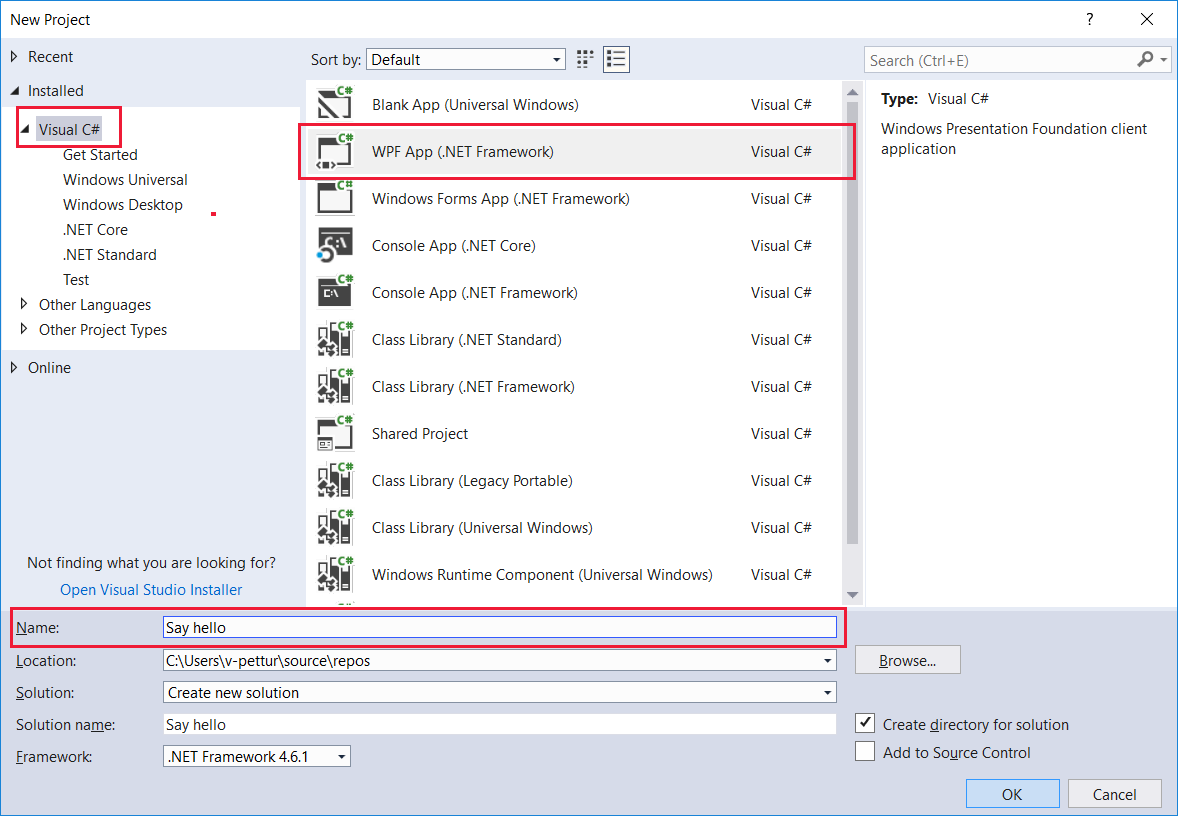 New Project
?
Recent
Installed
Visual C#
Get Started
Windows Universal
Windows Desktop
.NET Core
.NET Standard
Test
Other Languages
Other Project Types
Online
Not finding what you are looking for?
Open Visual Studio Installer
Sort by: Default
Search (Ctrl+E)
C# Blank App (Universal Windows) Visual C#
C# WPF App (.NET Framework) Visual C#
C# Windows Forms App (.NET Framework) Visual C#
C:\ Console App (.NET Core) Visual C#
C# C:\ Console App (.NET Framework) Visual C#
C# Class Library (.NET Standard) Visual C#
C# Class Library (.NET Framework) Visual C#
C# Shared Project Visual C#
C# Class Library (Legacy Portable) Visual C#
C# Class Library (Universal Windows) Visual C#
C# Windows Runtime Component (Universal Windows) Visual C#
Type: Visual C#
Windows Presentation Foundation client
application
Name: Say hello
Location: C:\Users\v-pettur\source\repos
Browse...
Solution: Create new solution
Solution name: Say hello
Create directory for solution
Framework: .NET Framework 4.6.1
Add to Source Control
OK
Cancel